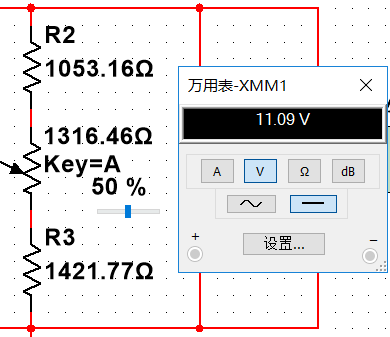 R2
1053.16Ω
1316.46Ω
Key=A
50 %
R3
1421.77Ω
万用表-XMM1
11.09 V
A
V
Ω
dB
+
设置...
−